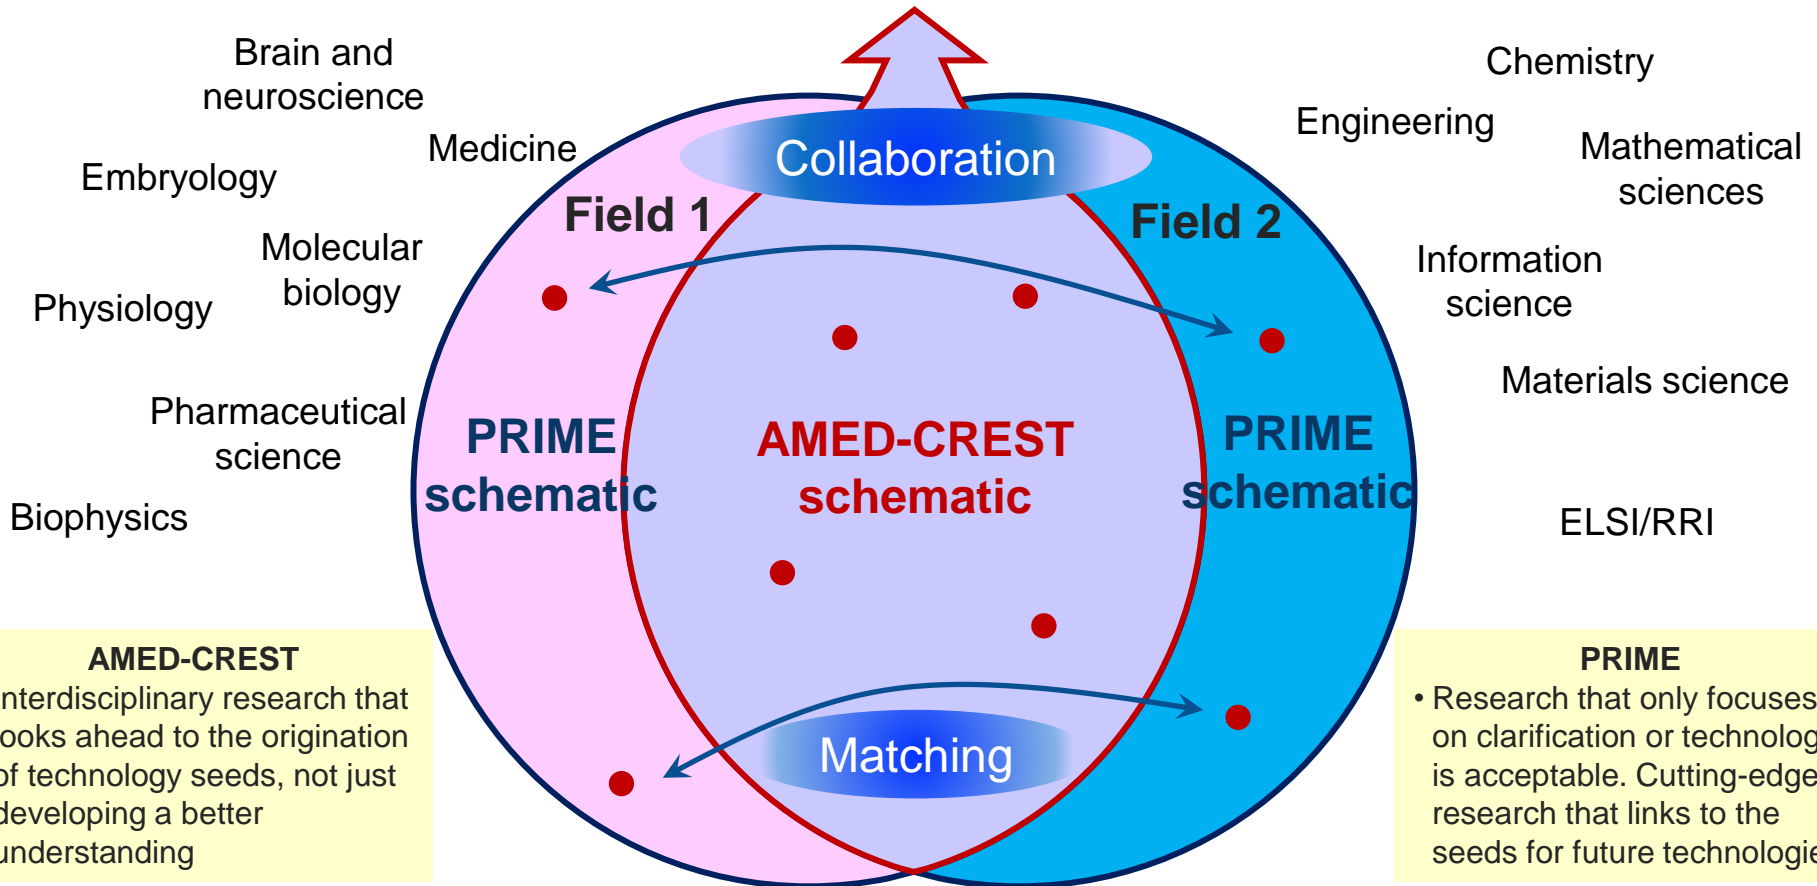 Brain and
neuroscience
Medicine
Embryology
Molecular
biology
Physiology
Pharmaceutical
science
Biophysics
Collaboration
Field 1
Field 2
PRIME
schematic
AMED-CREST
schematic
PRIME
schematic
Matching
Chemistry
Engineering
Mathematical
sciences
Information
science
Materials science
ELSI/RRI
AMED-CREST
nterdisciplinary research that
ooks ahead to the origination
of technology seeds, not just
developing a better
understanding
PRIME
• Research that only focuses
on clarification or technolog
is acceptable. Cutting-edge
research that links to the
seeds for future technologie